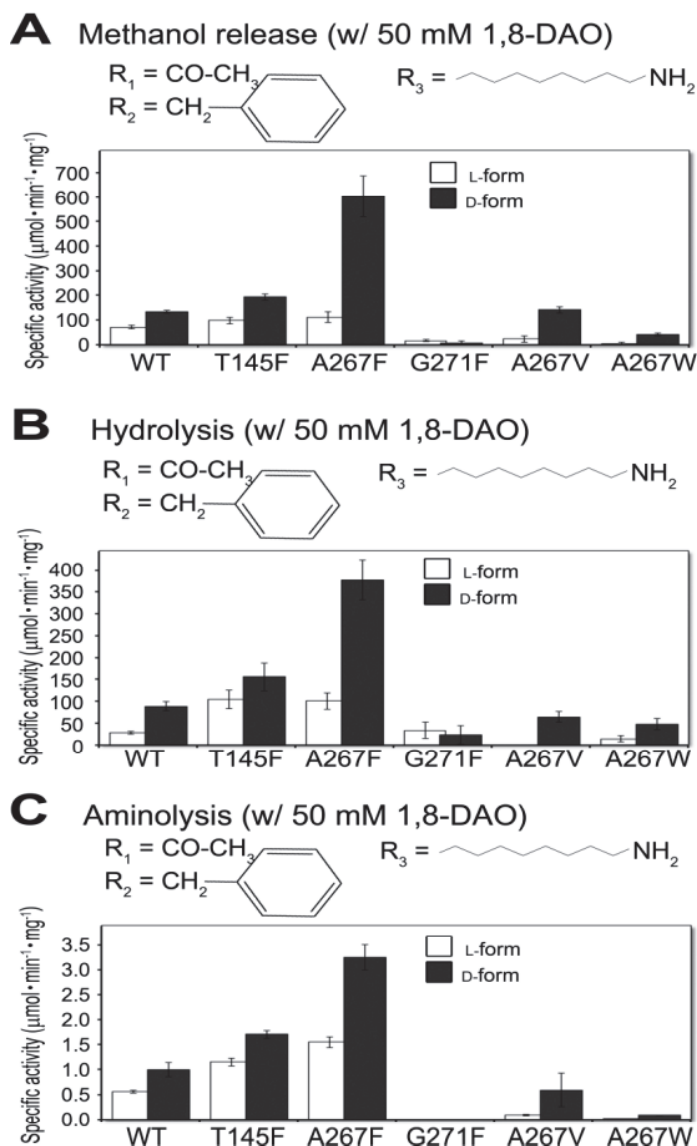 A Methanol release (w/ 50 mM 1,8-DAO)
R1 = CO-CH3
R2 = CH2
R3 =
NH2
Specific activity (μmol•min⁻¹•mg⁻¹)
700
600
500
400
300
200
100
0
L-form
D-form
WT T145F A267F G271F A267V A267W
B Hydrolysis (w/ 50 mM 1,8-DAO)
R1 = CO-CH3
R2 = CH2
R3 =
NH2
Specific activity (μmol•min⁻¹•mg⁻¹)
400
350
300
250
200
150
100
50
0
L-form
D-form
WT T145F A267F G271F A267V A267W
C Aminolysis (w/ 50 mM 1,8-DAO)
R1 = CO-CH3
R2 = CH2
R3 =
NH2
Specific activity (μmol•min⁻¹•mg⁻¹)
3.5
3.0
2.5
2.0
1.5
1.0
0.5
0.0
L-form
D-form
WT T145F A267F G271F A267V A267W